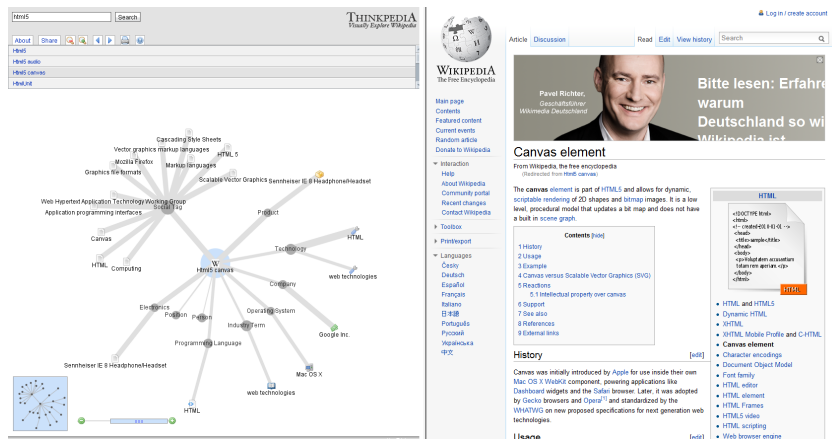 html5
Search
THINKPEDIA
Visually Explore Wikipedia
About
Share
Html5
Html5 audio
Html5 canvas
HtmlUnit
Cascading Style Sheets
Vector graphics markup languages
HTML 5
Mozilla Firefox
Markup languages
Graphics file formats
Scalable Vector Graphics
Sennheiser IE 8 Headphone/Headset
Web Hypertext Application Technology Working Group
Social Tag
Application programming interfaces
Product
Canvas
HTML
Computing
Technology
HTML
W
Html5 canvas
web technologies
Company
Electronics
Position
Person
Operating System
Industry Term
Google Inc.
Programming Language
Sennheiser IE 8 Headphone/Headset
Mac OS X
web technologies
HTML
WIKIPEDIA
The Free Encyclopedia
Main page
Contents
Featured content
Current events
Random article
Donate to Wikipedia
Interaction
Help
About Wikipedia
Community portal
Recent changes
Contact Wikipedia
Toolbox
Print/export
Languages
Česky
Deutsch
Español
Français
Italiano
日本語
Português
Русский
Українська
中文
Log in / create account
Article
Discussion
Read
Edit
View history
Search
Pavel Richter,
Geschäftsführer
Wikimedia Deutschland
Bitte lesen: Erfahre
warum
Deutschland so wi
Wikipedia ist
Canvas element
From Wikipedia, the free encyclopedia
(Redirected from Html5 canvas)
The canvas element is part of HTML5 and allows for dynamic,
scriptable rendering of 2D shapes and bitmap images. It is a low
level, procedural model that updates a bit map and does not have
a built in scene graph.
Contents [hide]
1 History
2 Usage
3 Example
4 Canvas versus Scalable Vector Graphics (SVG)
5 Reactions
5.1 Intellectual property over canvas
6 Support
7 See also
8 References
9 External links
History
[edit]
Canvas was initially introduced by Apple for use inside their own
Mac OS X WebKit component, powering applications like
Dashboard widgets and the Safari browser. Later, it was adopted
by Gecko browsers and Opera[1] and standardized by the
WHATWG on new proposed specifications for next generation web
technologies.
Usage
[edit]
HTML
<head>
<title>sample</title>
</head>
<body>
</body>
</html>
HTML
HTML and HTML5
Dynamic HTML
XHTML
XHTML Mobile Profile and C-HTML
Canvas element
Character encodings
Document Object Model
Font family
HTML editor
HTML element
HTML Frames
HTML5 video
HTML scripting
Web browser engine